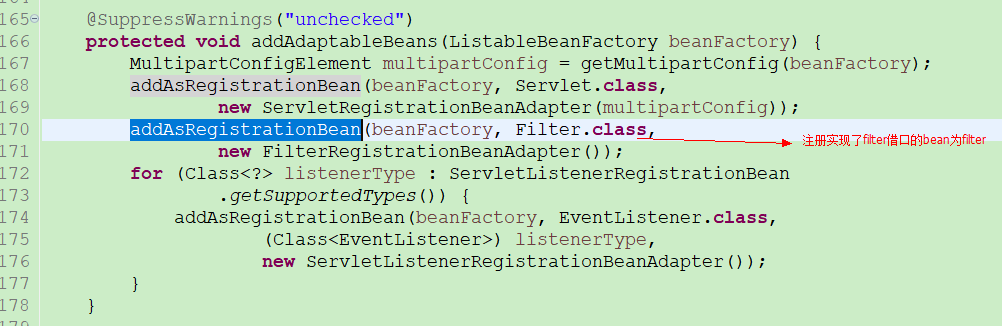 165 @SuppressWarnings("unchecked")
166 protected void addAdaptableBeans(ListableBeanFactory beanFactory) {
167 MultipartConfigElement multipartConfig = getMultipartConfig(beanFactory);
168 addAsRegistrationBean(beanFactory, Servlet.class,
169 new ServletRegistrationBeanAdapter(multipartConfig));
170 addAsRegistrationBean(beanFactory, Filter.class, 注册实现了filter借口的bean为filter
171 new FilterRegistrationBeanAdapter());
172 for (Class<?> listenerType : ServletListenerRegistrationBean
173 .getSupportedTypes()) {
174 addAsRegistrationBean(beanFactory, EventListener.class,
175 (Class<EventListener>) listenerType,
176 new ServletListenerRegistrationBeanAdapter());
177 }
178 }